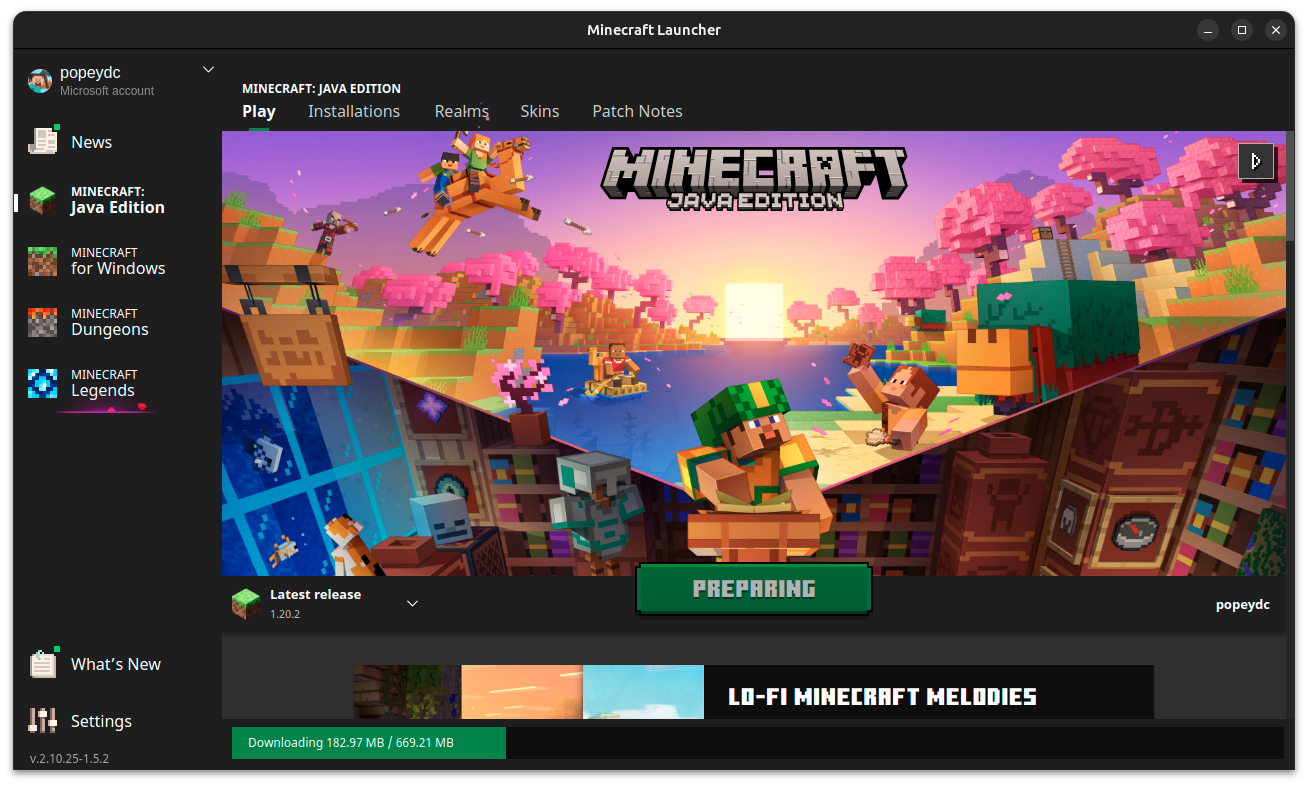 Minecraft Launcher
popeydc
Microsoft account
News
MINECRAFT:
Java Edition
MINECRAFT
for Windows
MINECRAFT
Dungeons
MINECRAFT
Legends
What's New
Settings
v.2.10.25-1.5.2
MINECRAFT: JAVA EDITION
Play Installations Realms Skins Patch Notes
MINECRAFT
JAVA EDITION
Latest release
1.20.2
PREPARING
popeydc
LO-FI MINECRAFT MELODIES
Downloading 182.97 MB / 669.21 MB